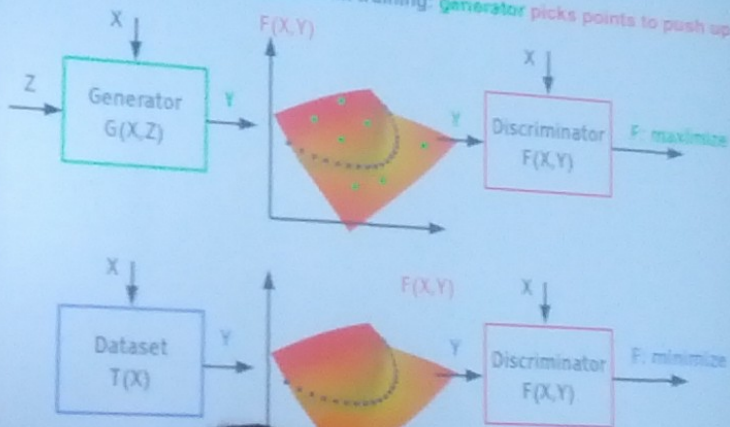 generator picks points to push up
X
F(X,Y)
Z
Generator
G(X,Z)
Y
X
Y
Discriminator
F(X,Y)
F: maximize
X
F(X,Y)
X
Dataset
T(X)
Y
Y
Discriminator
F(X,Y)
F: minimize